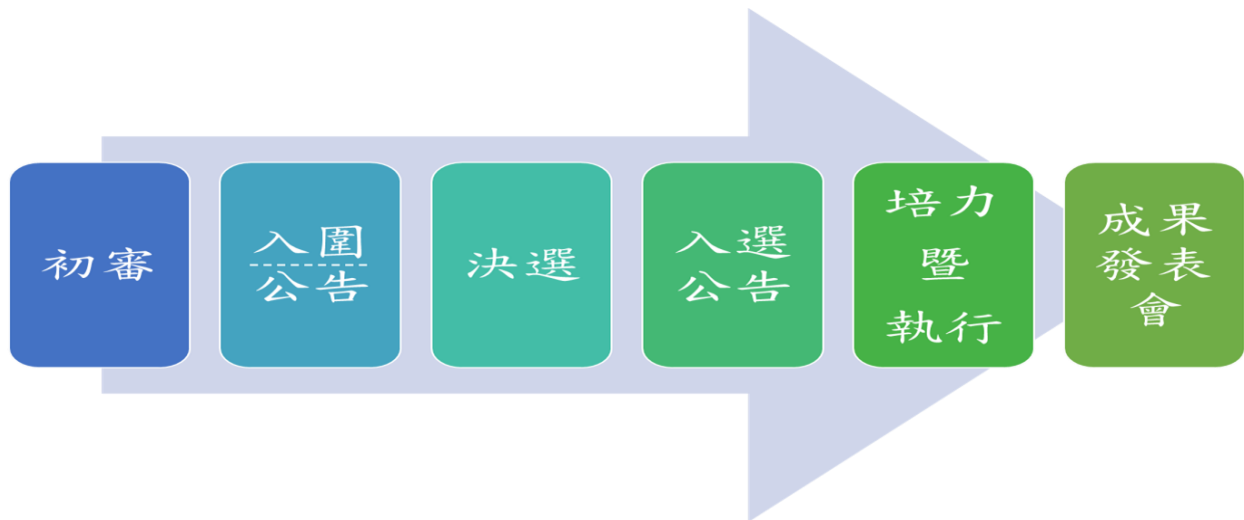 初審
入圍
公告
決選
入選
公告
培力
暨
執行
成果
發表
會